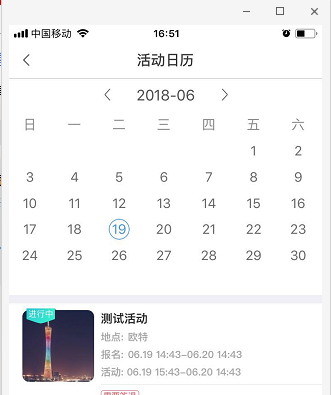 中国移动 16:51
活动日历
2018-06
日 一 二 三 四 五 六
1 2
3 4 5 6 7 8 9
10 11 12 13 14 15 16
17 18 19 20 21 22 23
24 25 26 27 28 29 30
进行中
测试活动
地点: 欧特
报名: 06.19 14:43-06.20 14:43
活动: 06.19 15:43-06.20 14:43